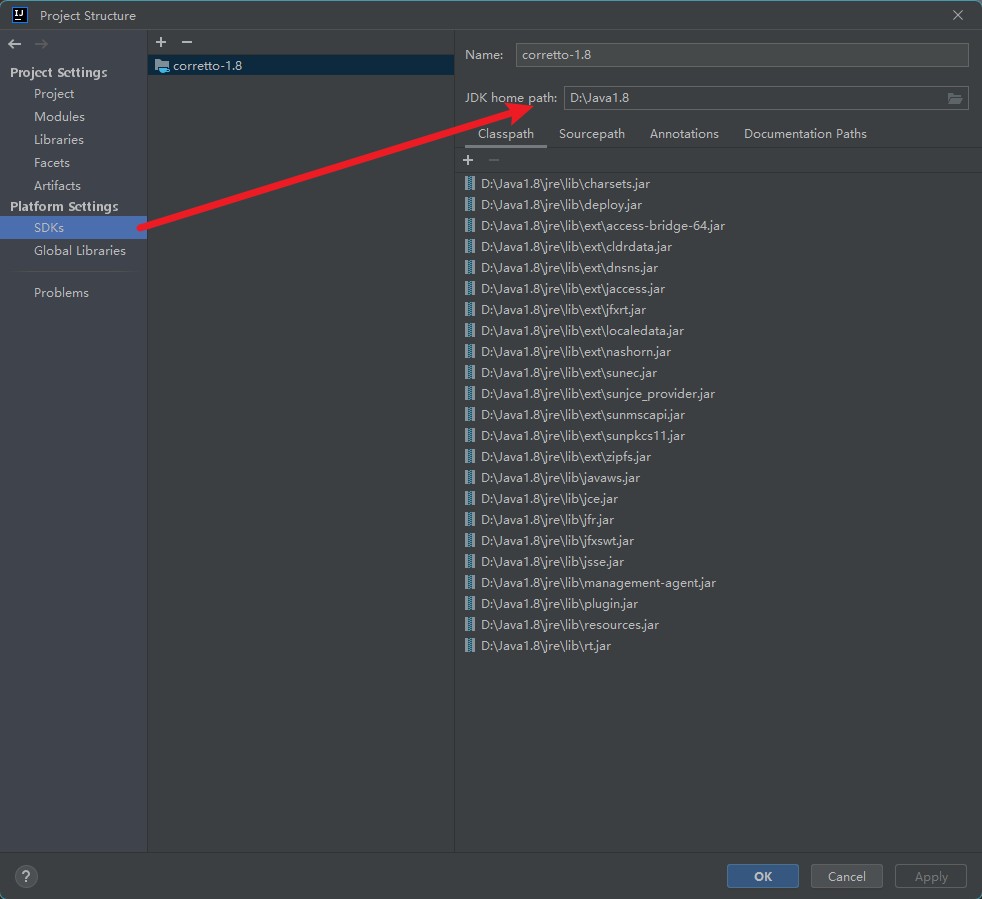 IJ
Project Structure
Project Settings
Project
Modules
Libraries
Facets
Artifacts
Platform Settings
SDKs
Global Libraries
Problems
corretto-1.8
Name: corretto-1.8
JDK home path: D:\Java1.8
Classpath Sourcepath Annotations Documentation Paths
D:\Java1.8\jre\lib\charsets.jar
D:\Java1.8\jre\lib\deploy.jar
D:\Java1.8\jre\lib\ext\access-bridge-64.jar
D:\Java1.8\jre\lib\ext\cldrdata.jar
D:\Java1.8\jre\lib\ext\dnsns.jar
D:\Java1.8\jre\lib\ext\jaccess.jar
D:\Java1.8\jre\lib\ext\jfxrt.jar
D:\Java1.8\jre\lib\ext\localedata.jar
D:\Java1.8\jre\lib\ext\nashorn.jar
D:\Java1.8\jre\lib\ext\sunec.jar
D:\Java1.8\jre\lib\ext\sunjce_provider.jar
D:\Java1.8\jre\lib\ext\sunmscapi.jar
D:\Java1.8\jre\lib\ext\sunpkcs11.jar
D:\Java1.8\jre\lib\ext\zipfs.jar
D:\Java1.8\jre\lib\javaws.jar
D:\Java1.8\jre\lib\jce.jar
D:\Java1.8\jre\lib\jfr.jar
D:\Java1.8\jre\lib\jfxswt.jar
D:\Java1.8\jre\lib\jsse.jar
D:\Java1.8\jre\lib\management-agent.jar
D:\Java1.8\jre\lib\plugin.jar
D:\Java1.8\jre\lib\resources.jar
D:\Java1.8\jre\lib\rt.jar
? OK Cancel Apply